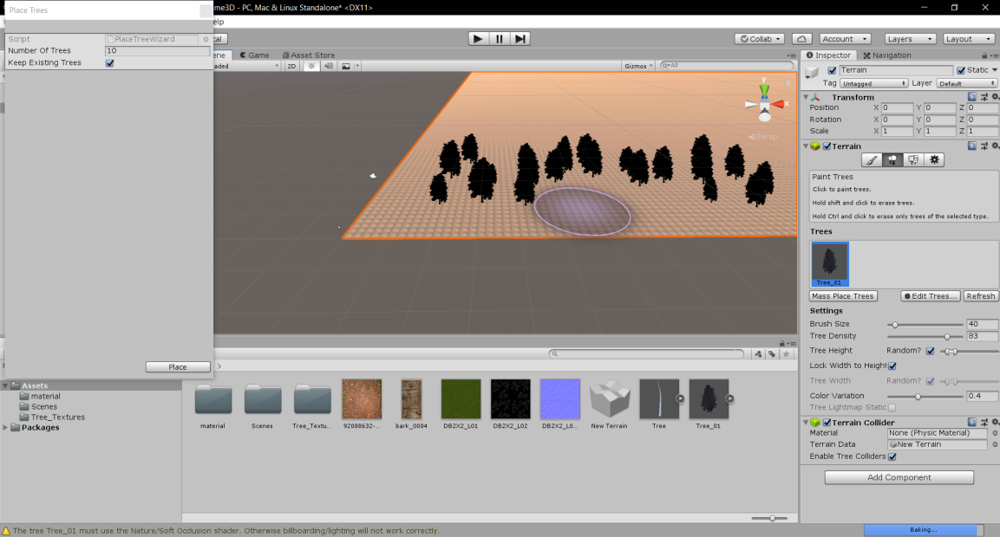 Place Trees
me3D - PC, Mac & Linux Standalone* <DX11>
elp
Script PlaceTreeWizard
Number Of Trees 10
Keep Existing Trees
Place
cal
Collab
Account
Layers
Layout
ene
Game
Asset Store
aded
2D
Gizmos
All
y
x
Persp
Inspector
Navigation
Terrain
Static
Tag Untagged Layer Default
Transform
Position X 0 Y 0 Z 0
Rotation X 0 Y 0 Z 0
Scale X 1 Y 1 Z 1
Terrain
Paint Trees
Click to paint trees.
Hold shift and click to erase trees.
Hold Ctrl and click to erase only trees of the selected type.
Trees
Tree_01
Mass Place Trees
Edit Trees...
Refresh
Settings
Brush Size 40
Tree Density 83
Tree Height Random?
Lock Width to Height
Tree Width Random?
Color Variation 0.4
Tree Lightmap Static
Terrain Collider
Material None (Physic Material)
Terrain Data New Terrain
Enable Tree Colliders
Add Component
Assets
material
Scenes
Tree_Textures
Packages
material
Scenes
Tree_Textu...
92088632-...
bark_0004
DB2X2_L01
DB2X2_L02
DB2X2_L0...
New Terrain
Tree
Tree_01
The tree Tree_01 must use the Nature/Soft Occlusion shader. Otherwise billboarding/lighting will not work correctly.
Baking...